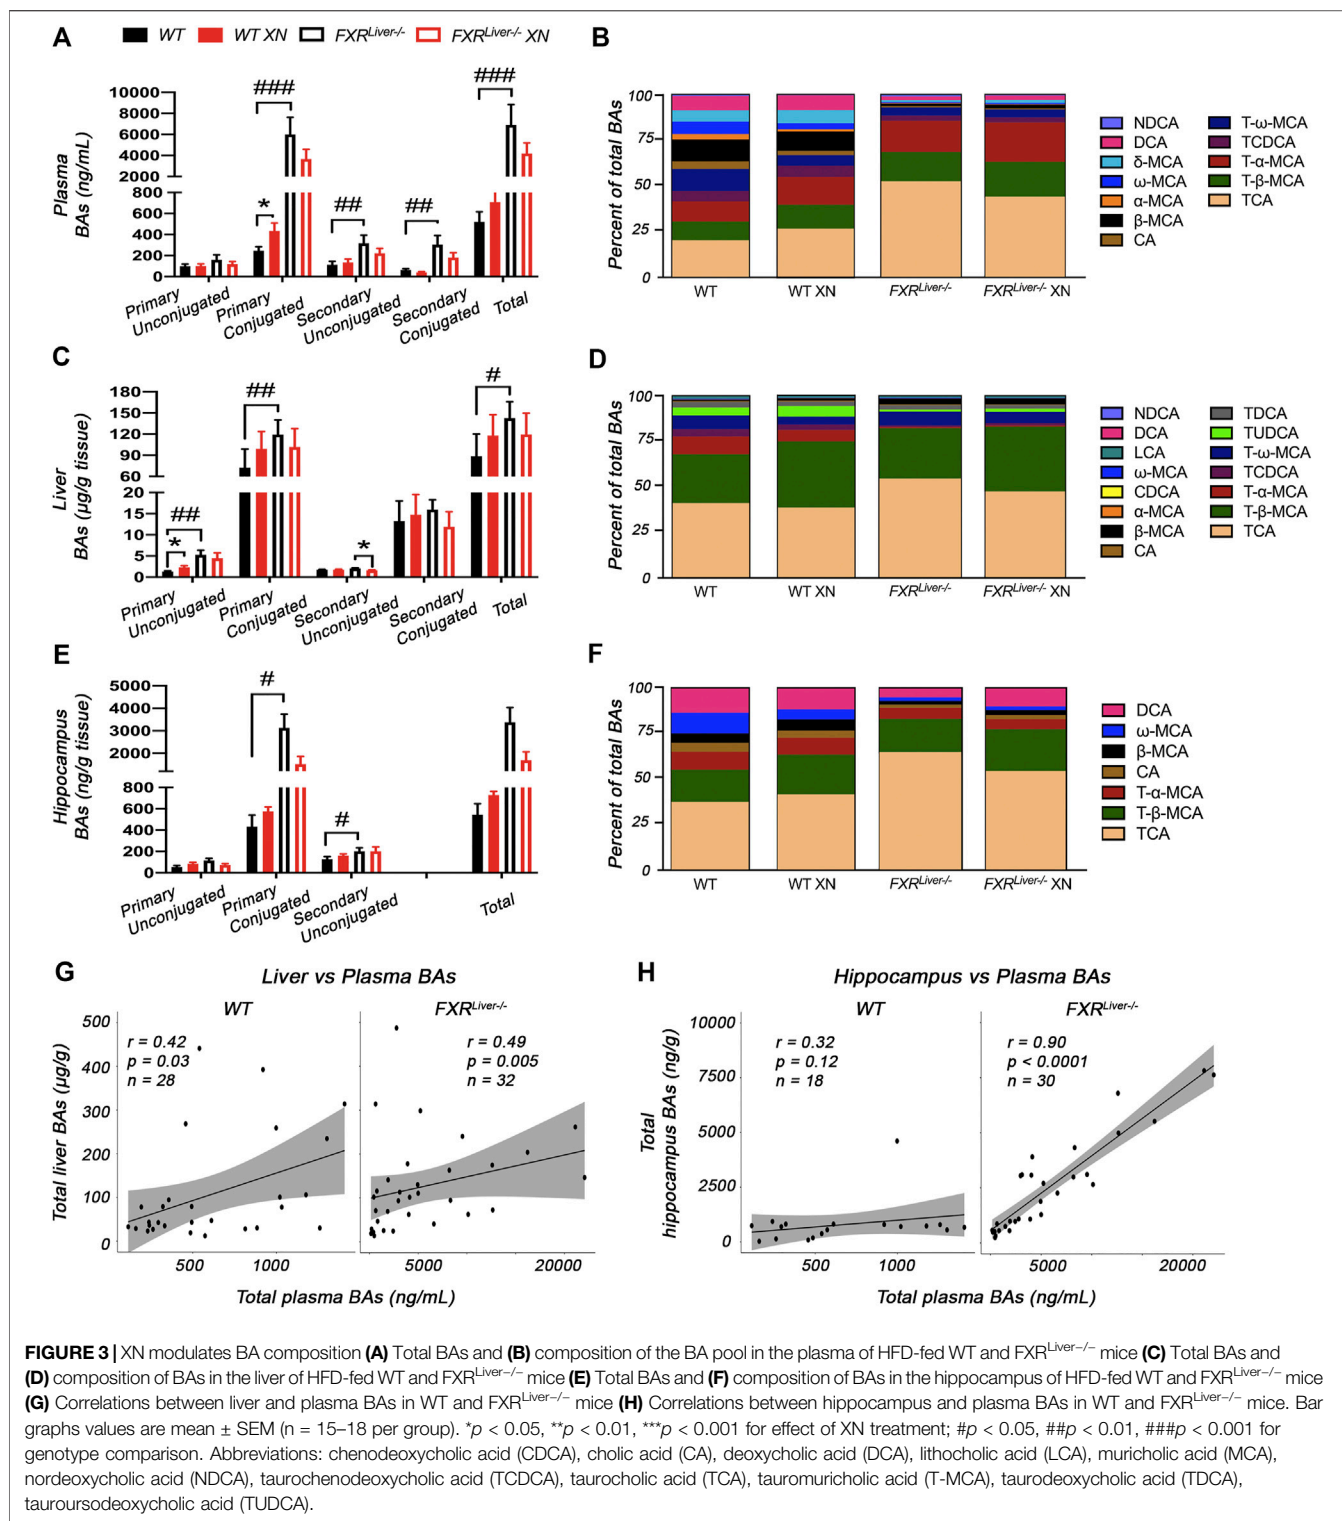 A WT WT XN FXRLiver-/- FXRLiver-/- XN
Plasma
BAs (ng/mL)
10000
8000
6000
4000
2000
800
600
400
200
0
###
*
##
##
###
Primary
Unconjugated
Primary
Conjugated
Secondary
Unconjugated
Secondary
Conjugated
Total
B
Percent of total BAs
100
75
50
25
0
WT WT XN FXRLiver-/- FXRLiver-/- XN
NDCA
DCA
δ-MCA
ω-MCA
α-MCA
β-MCA
CA
T-ω-MCA
TCDCA
T-α-MCA
T-β-MCA
TCA
C
Liver
BAs (µg/g tissue)
180
150
120
90
60
20
15
10
5
0
##
*
##
*
#
Primary
Unconjugated
Primary
Conjugated
Secondary
Unconjugated
Secondary
Conjugated
Total
D
Percent of total BAs
100
75
50
25
0
WT WT XN FXRLiver-/- FXRLiver-/- XN
NDCA
DCA
LCA
ω-MCA
CDCA
α-MCA
β-MCA
CA
TDCA
TUDCA
T-ω-MCA
TCDCA
T-α-MCA
T-β-MCA
TCA
E
Hippocampus
BAs (ng/g tissue)
5000
4000
3000
2000
800
600
400
200
0
#
#
Primary
Unconjugated
Primary
Conjugated
Secondary
Unconjugated
Total
F
Percent of total BAs
100
75
50
25
0
WT WT XN FXRLiver-/- FXRLiver-/- XN
DCA
ω-MCA
β-MCA
CA
T-α-MCA
T-β-MCA
TCA
G Liver vs Plasma BAs
WT FXRLiver-/-
Total liver BAs (µg/g)
500
400
300
200
100
0
r = 0.42
p = 0.03
n = 28
r = 0.49
p = 0.005
n = 32
500 1000 5000 20000
Total plasma BAs (ng/mL)
H Hippocampus vs Plasma BAs
WT FXRLiver-/-
Total
hippocampus BAs (ng/g)
10000
7500
5000
2500
0
r = 0.32
p = 0.12
n = 18
r = 0.90
p < 0.0001
n = 30
500 1000 5000 20000
Total plasma BAs (ng/mL)
FIGURE 3 | XN modulates BA composition (A) Total BAs and (B) composition of the BA pool in the plasma of HFD-fed WT and FXRLiver−/− mice (C) Total BAs and
(D) composition of BAs in the liver of HFD-fed WT and FXRLiver−/− mice (E) Total BAs and (F) composition of BAs in the hippocampus of HFD-fed WT and FXRLiver−/− mice
(G) Correlations between liver and plasma BAs in WT and FXRLiver−/− mice (H) Correlations between hippocampus and plasma BAs in WT and FXRLiver−/− mice. Bar
graphs values are mean ± SEM (n = 15–18 per group). *p < 0.05, **p < 0.01, ***p < 0.001 for effect of XN treatment; #p < 0.05, ##p < 0.01, ###p < 0.001 for
genotype comparison. Abbreviations: chenodeoxycholic acid (CDCA), cholic acid (CA), deoxycholic acid (DCA), lithocholic acid (LCA), muricholic acid (MCA),
nordeoxycholic acid (NDCA), taurochenodeoxycholic acid (TCDCA), taurocholic acid (TCA), tauromuricholic acid (T-MCA), taurodeoxycholic acid (TDCA),
tauroursodeoxycholic acid (TUDCA).